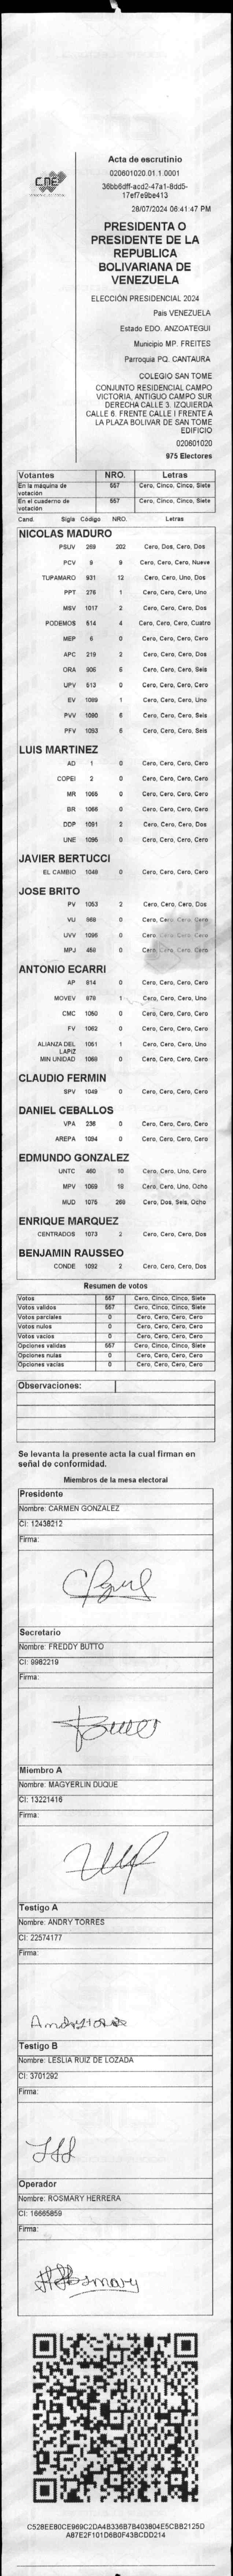 CNE
Acta de escrutinio
020601020.01.1.0001
36bb6dff-acd2-47a1-8dd5-
17ef7e9be413
28/07/2024 06:41:47 PM
PRESIDENTA O
PRESIDENTE DE LA
REPUBLICA
BOLIVARIANA DE
VENEZUELA
ELECCIÓN PRESIDENCIAL 2024
Pais VENEZUELA
Estado EDO. ANZOATEGUI
Municipio MP. FREITES
Parroquia PQ. CANTAURA
COLEGIO SAN TOME
CONJUNTO RESIDENCIAL CAMPO
VICTORIA, ANTIGUO CAMPO SUR
DERECHA CALLE 3. IZQUIERDA
CALLE 6. FRENTE CALLE I FRENTE A
LA PLAZA BOLIVAR DE SAN TOME
EDIFICIO
020601020
975 Electores
Votantes NRO. Letras
En la máquina de votación 557 Cero, Cinco, Cinco, Siete
En el cuaderno de votación 557 Cero, Cinco, Cinco, Siete
Cand. Sigla Código NRO. Letras
NICOLAS MADURO
PSUV 269 202 Cero, Dos, Cero, Dos
PCV 9 9 Cero, Cero, Cero, Nueve
TUPAMARO 931 12 Cero, Cero, Uno, Dos
PPT 276 1 Cero, Cero, Cero, Uno
MSV 1017 2 Cero, Cero, Cero, Dos
PODEMOS 514 4 Cero, Cero, Cero, Cuatro
MEP 6 0 Cero, Cero, Cero, Cero
APC 219 2 Cero, Cero, Cero, Dos
ORA 906 6 Cero, Cero, Cero, Seis
UPV 513 0 Cero, Cero, Cero, Cero
EV 1089 1 Cero, Cero, Cero, Uno
PVV 1090 6 Cero, Cero, Cero, Seis
PFV 1093 6 Cero, Cero, Cero, Seis
LUIS MARTINEZ
AD 1 0 Cero, Cero, Cero, Cero
COPEI 2 0 Cero, Cero, Cero, Cero
MR 1065 0 Cero, Cero, Cero, Cero
BR 1066 0 Cero, Cero, Cero, Cero
DDP 1091 2 Cero, Cero, Cero, Dos
UNE 1095 0 Cero, Cero, Cero, Cero
JAVIER BERTUCCI
EL CAMBIO 1048 0 Cero, Cero, Cero, Cero
JOSE BRITO
PV 1053 2 Cero, Cero, Cero, Dos
VU 968 0 Cero, Cero, Cero, Cero
UVV 1096 0 Cero, Cero, Cero, Cero
MPJ 459 0 Cero, Cero, Cero, Cero
ANTONIO ECARRI
AP 814 0 Cero, Cero, Cero, Cero
MOVEV 878 1 Cero, Cero, Cero, Uno
CMC 1050 0 Cero, Cero, Cero, Cero
FV 1062 0 Cero, Cero, Cero, Cero
ALIANZA DEL LAPIZ 1061 1 Cero, Cero, Cero, Uno
MIN UNIDAD 1068 0 Cero, Cero, Cero, Cero
CLAUDIO FERMIN
SPV 1049 0 Cero, Cero, Cero, Cero
DANIEL CEBALLOS
VPA 236 0 Cero, Cero, Cero, Cero
AREPA 1094 0 Cero, Cero, Cero, Cero
EDMUNDO GONZALEZ
UNTC 460 10 Cero, Cero, Uno, Cero
MPV 1069 18 Cero, Cero, Uno, Ocho
MUD 1075 268 Cero, Dos, Seis, Ocho
ENRIQUE MARQUEZ
CENTRADOS 1073 2 Cero, Cero, Cero, Dos
BENJAMIN RAUSSEO
CONDE 1092 2 Cero, Cero, Cero, Dos
Resumen de votos
Votos 557 Cero, Cinco, Cinco, Siete
Votos validos 557 Cero, Cinco, Cinco, Siete
Votos parciales 0 Cero, Cero, Cero, Cero
Votos nulos 0 Cero, Cero, Cero, Cero
Votos vacios 0 Cero, Cero, Cero, Cero
Opciones validas 557 Cero, Cinco, Cinco, Siete
Opciones nulas 0 Cero, Cero, Cero, Cero
Opciones vacias 0 Cero, Cero, Cero, Cero
Observaciones:
Se levanta la presente acta la cual firman en
señal de conformidad.
Miembros de la mesa electoral
Presidente
Nombre: CARMEN GONZALEZ
CI: 12438212
Firma:
Secretario
Nombre: FREDDY BUTTO
CI: 9982219
Firma:
Miembro A
Nombre: MAGYERLIN DUQUE
CI: 13221416
Firma:
Testigo A
Nombre: ANDRY TORRES
CI: 22574177
Firma:
Testigo B
Nombre: LESLIA RUIZ DE LOZADA
CI: 3701292
Firma:
Operador
Nombre: ROSMARY HERRERA
CI: 16665859
Firma:
C528EE80CE969C2DA4B336B7B403804E5CBB2125D
A87E2F101D6B0F43BCDD214